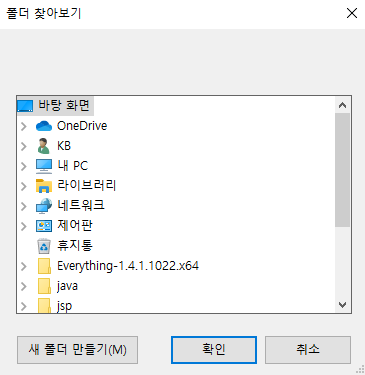 폴더 찾아보기
바탕 화면
OneDrive
KB
내 PC
라이브러리
네트워크
제어판
휴지통
Everything-1.4.1.1022.x64
java
jsp
새 폴더 만들기(M)
확인
취소